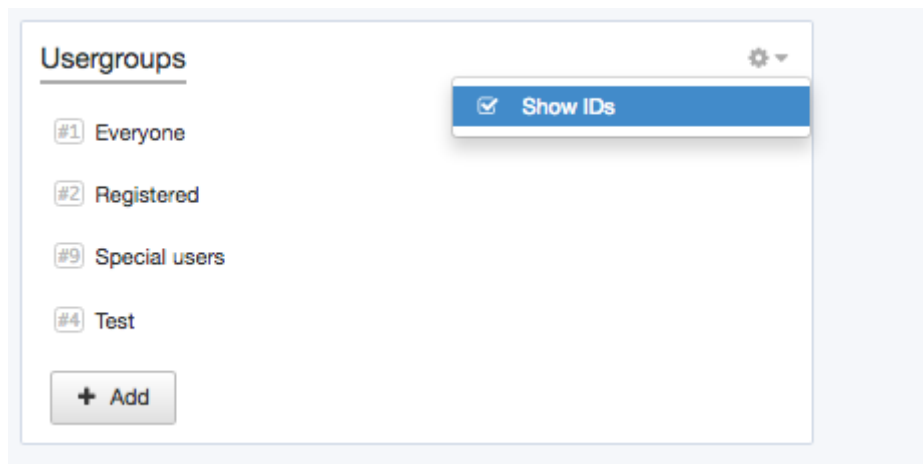 Usergroups
Show IDs
#1 Everyone
#2 Registered
#9 Special users
#4 Test
+ Add